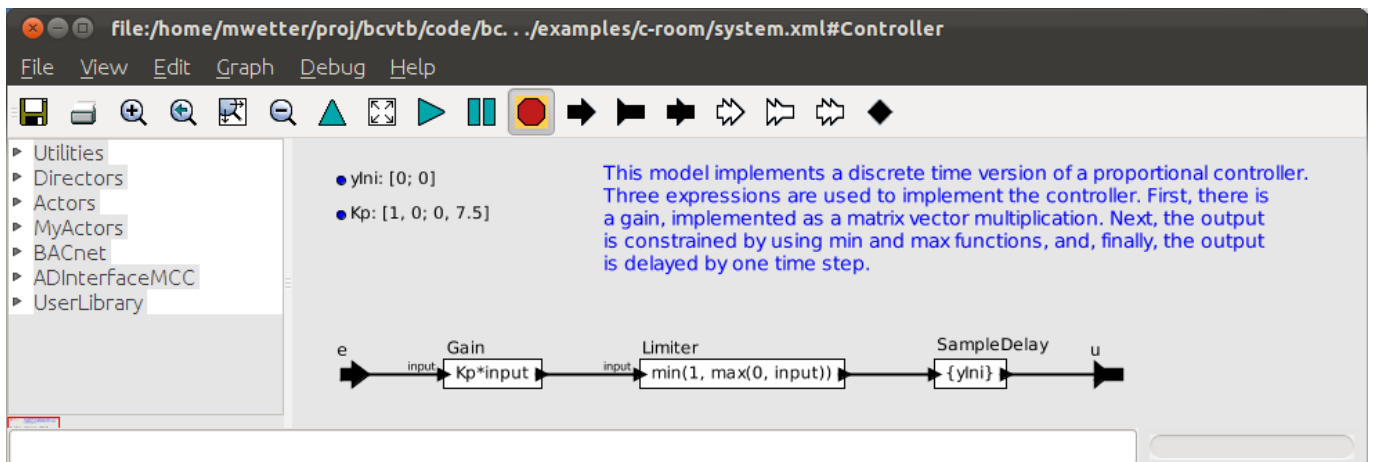 file:/home/mwetter/proj/bcvtb/code/bc. . ./examples/c-room/system.xml#Controller
File View Edit Graph Debug Help
Utilities
Directors
Actors
MyActors
BACnet
ADInterfaceMCC
UserLibrary
yIni: [0; 0]
Kp: [1, 0; 0, 7.5]
This model implements a discrete time version of a proportional controller.
Three expressions are used to implement the controller. First, there is
a gain, implemented as a matrix vector multiplication. Next, the output
is constrained by using min and max functions, and, finally, the output
is delayed by one time step.
e
Gain
input
Kp*input
Limiter
input
min(1, max(0, input))
SampleDelay
{yIni}
u